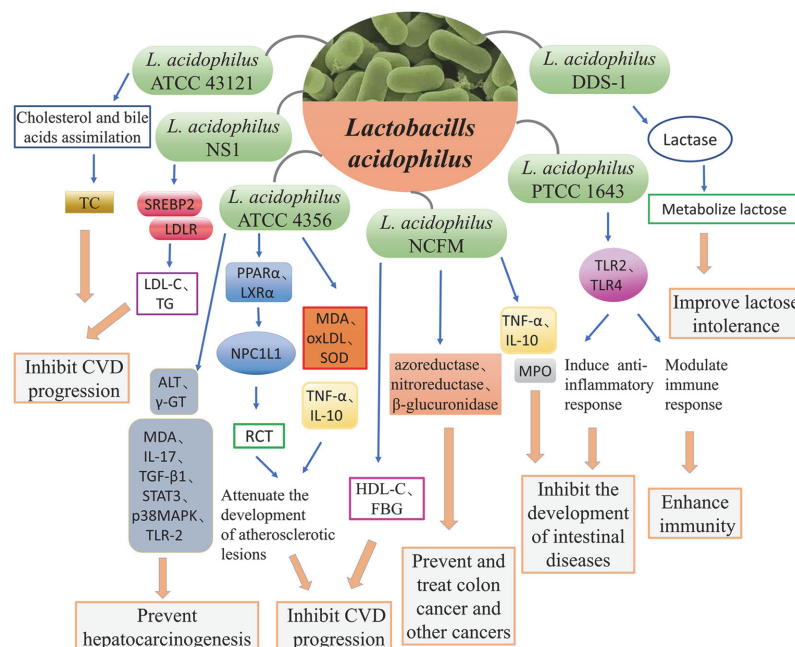 L. acidophilus
ATCC 43121
L. acidophilus
DDS-1
Lactobacills
acidophilus
Cholesterol and bile
acids assimilation
L. acidophilus
NS1
Lactase
L. acidophilus
PTCC 1643
TC
SREBP2
LDLR
L. acidophilus
ATCC 4356
L. acidophilus
NCFM
Metabolize lactose
LDL-C、
TG
PPARα、
LXRα
MDA、
oxLDL、
SOD
TLR2、
TLR4
TNF-α、
IL-10
MPO
Improve lactose
intolerance
Inhibit CVD
progression
NPC1L1
ALT、
γ-GT
TNF-α、
IL-10
azoreductase、
nitroreductase、
β-glucuronidase
Induce anti-
inflammatory
response
Modulate
immune
response
MDA、
IL-17、
TGF-β1、
STAT3、
p38MAPK、
TLR-2
RCT
Attenuate the
development
of atherosclerotic
lesions
HDL-C、
FBG
Inhibit the
development
of intestinal
diseases
Enhance
immunity
Prevent and
treat colon
cancer and
other cancers
Prevent
hepatocarcinogenesis
Inhibit CVD
progression